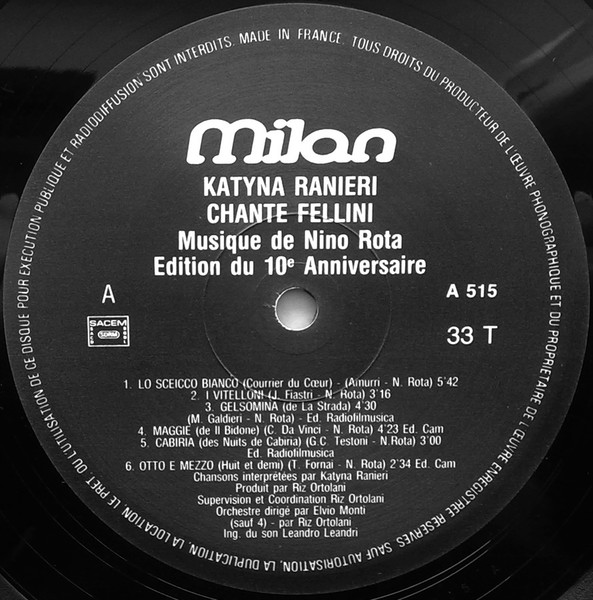 DE CE DISQUE POUR EXECUTION PUBLIQUE ET RADIODIFFUSION SONT INTERDITS. MADE IN FRANCE. TOUS DROITS DU PRODUCTEUR DE L'ŒUVRE PHONOGRAPHIQUE ET DU PROPRIETAIRE DE L'ŒUVRE ENREGISTREE RESERVES. SAUF AUTORISATION, LA DUPLICATION, LA LOCATION, LE PRET OU L'UTILISATION
milan
KATYNA RANIERI
CHANTE FELLINI
Musique de Nino Rota
Edition du 10e Anniversaire
A
A 515
SACEM
SDRM
33 T
1. LO SCEICCO BIANCO (Courrier du Cœur) - (Amurri - N. Rota) 5'42
2. I VITELLONI (J. Fiastri - N. Rota) 3'16
3. GELSOMINA (de La Strada) 4'30
(M. Galdieri - N. Rota) - Ed. Radiofilmusica
4. MAGGIE (de Il Bidone) (C. Da Vinci - N. Rota) 4'23 Ed. Cam
5. CABIRIA (des Nuits de Cabiria) (G.C. Testoni - N.Rota) 3'00
Ed. Radiofilmusica
6. OTTO E MEZZO (Huit et demi) (T. Fornai - N. Rota) 2'34 Ed. Cam
Chansons interprétées par Katyna Ranieri
Produit par Riz Ortolani
Supervision et Coordination Riz Ortolani
Orchestre dirigé par Elvio Monti
(sauf 4) - par Riz Ortolani
Ing. du son Leandro Leandri